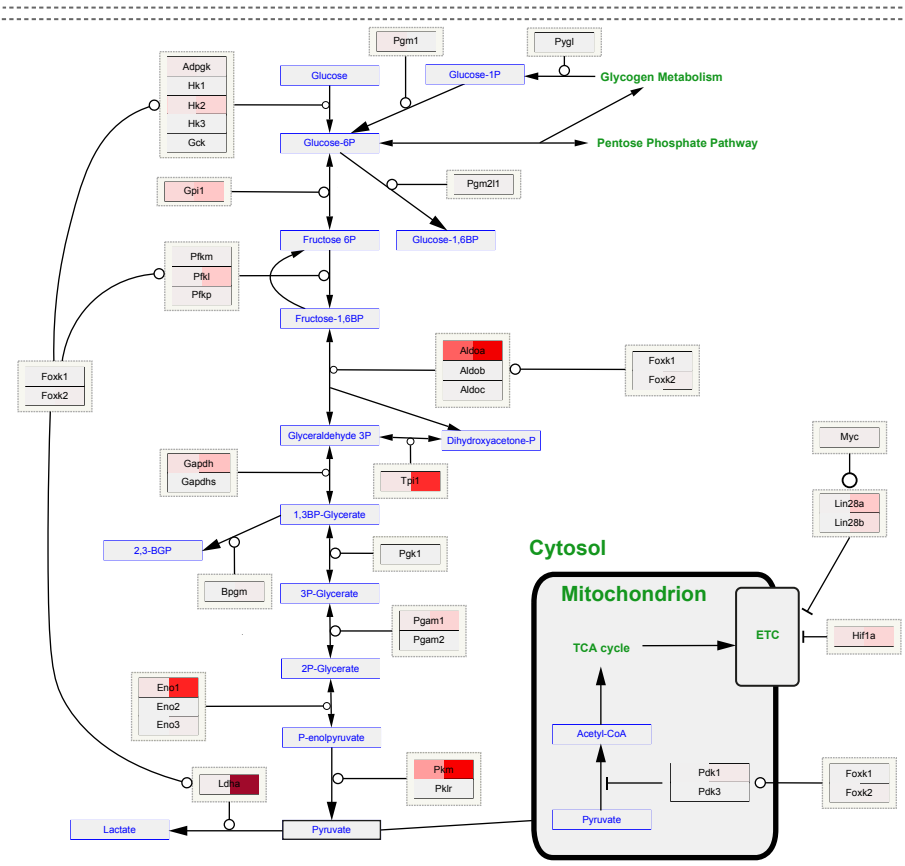 Pgm1
Pygl
Adpgk
Hk1
Hk2
Hk3
Gck
Glucose
Glucose-1P
Glycogen Metabolism
Glucose-6P
Pentose Phosphate Pathway
Gpi1
Pgm2l1
Fructose 6P
Glucose-1,6BP
Pfkm
Pfkl
Pfkp
Fructose-1,6BP
Foxk1
Foxk2
Aldoa
Aldob
Aldoc
Foxk1
Foxk2
Glyceraldehyde 3P
Dihydroxyacetone-P
Myc
Gapdh
Gapdhs
Tpi1
Lin28a
Lin28b
1,3BP-Glycerate
2,3-BGP
Pgk1
Cytosol
Bpgm
3P-Glycerate
Mitochondrion
Pgam1
Pgam2
ETC
Hif1a
TCA cycle
2P-Glycerate
Eno1
Eno2
Eno3
P-enolpyruvate
Acetyl-CoA
Ldha
Pkm
Pklr
Pdk1
Pdk3
Foxk1
Foxk2
Lactate
Pyruvate
Pyruvate